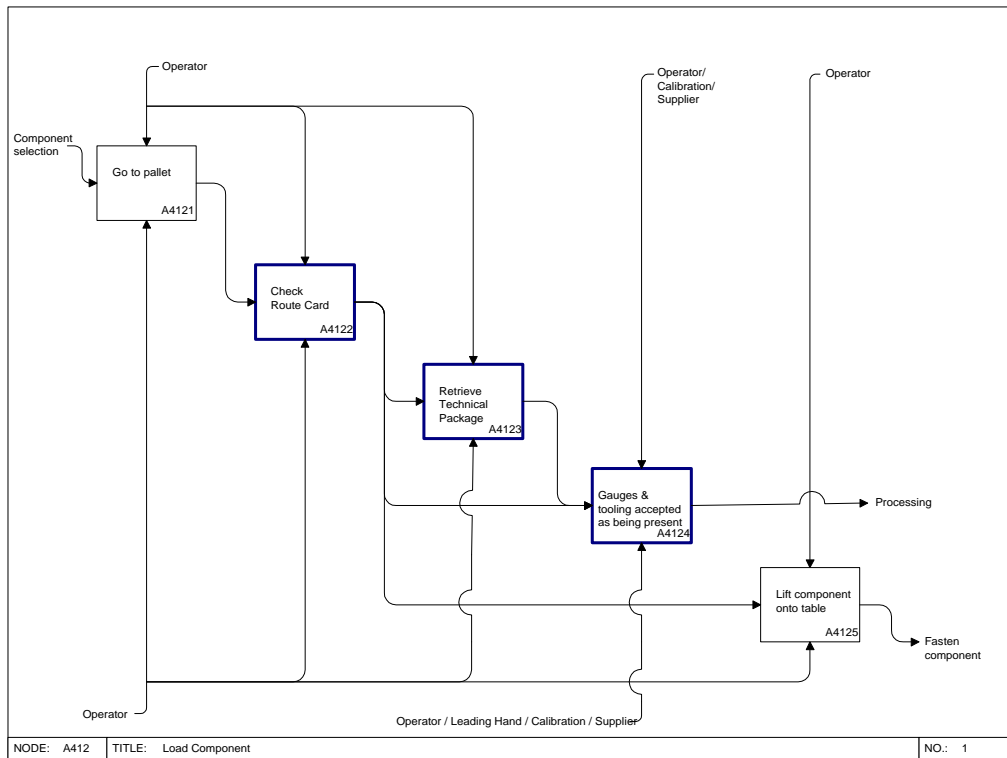 Operator
Operator/
Calibration/
Supplier
Operator
Component
selection
Go to pallet
A4121
Check
Route Card
A4122
Retrieve
Technical
Package
A4123
Gauges &
tooling accepted
as being present
A4124
Processing
Lift component
onto table
A4125
Fasten
component
Operator
Operator / Leading Hand / Calibration / Supplier
NODE: A412 TITLE: Load Component NO.: 1